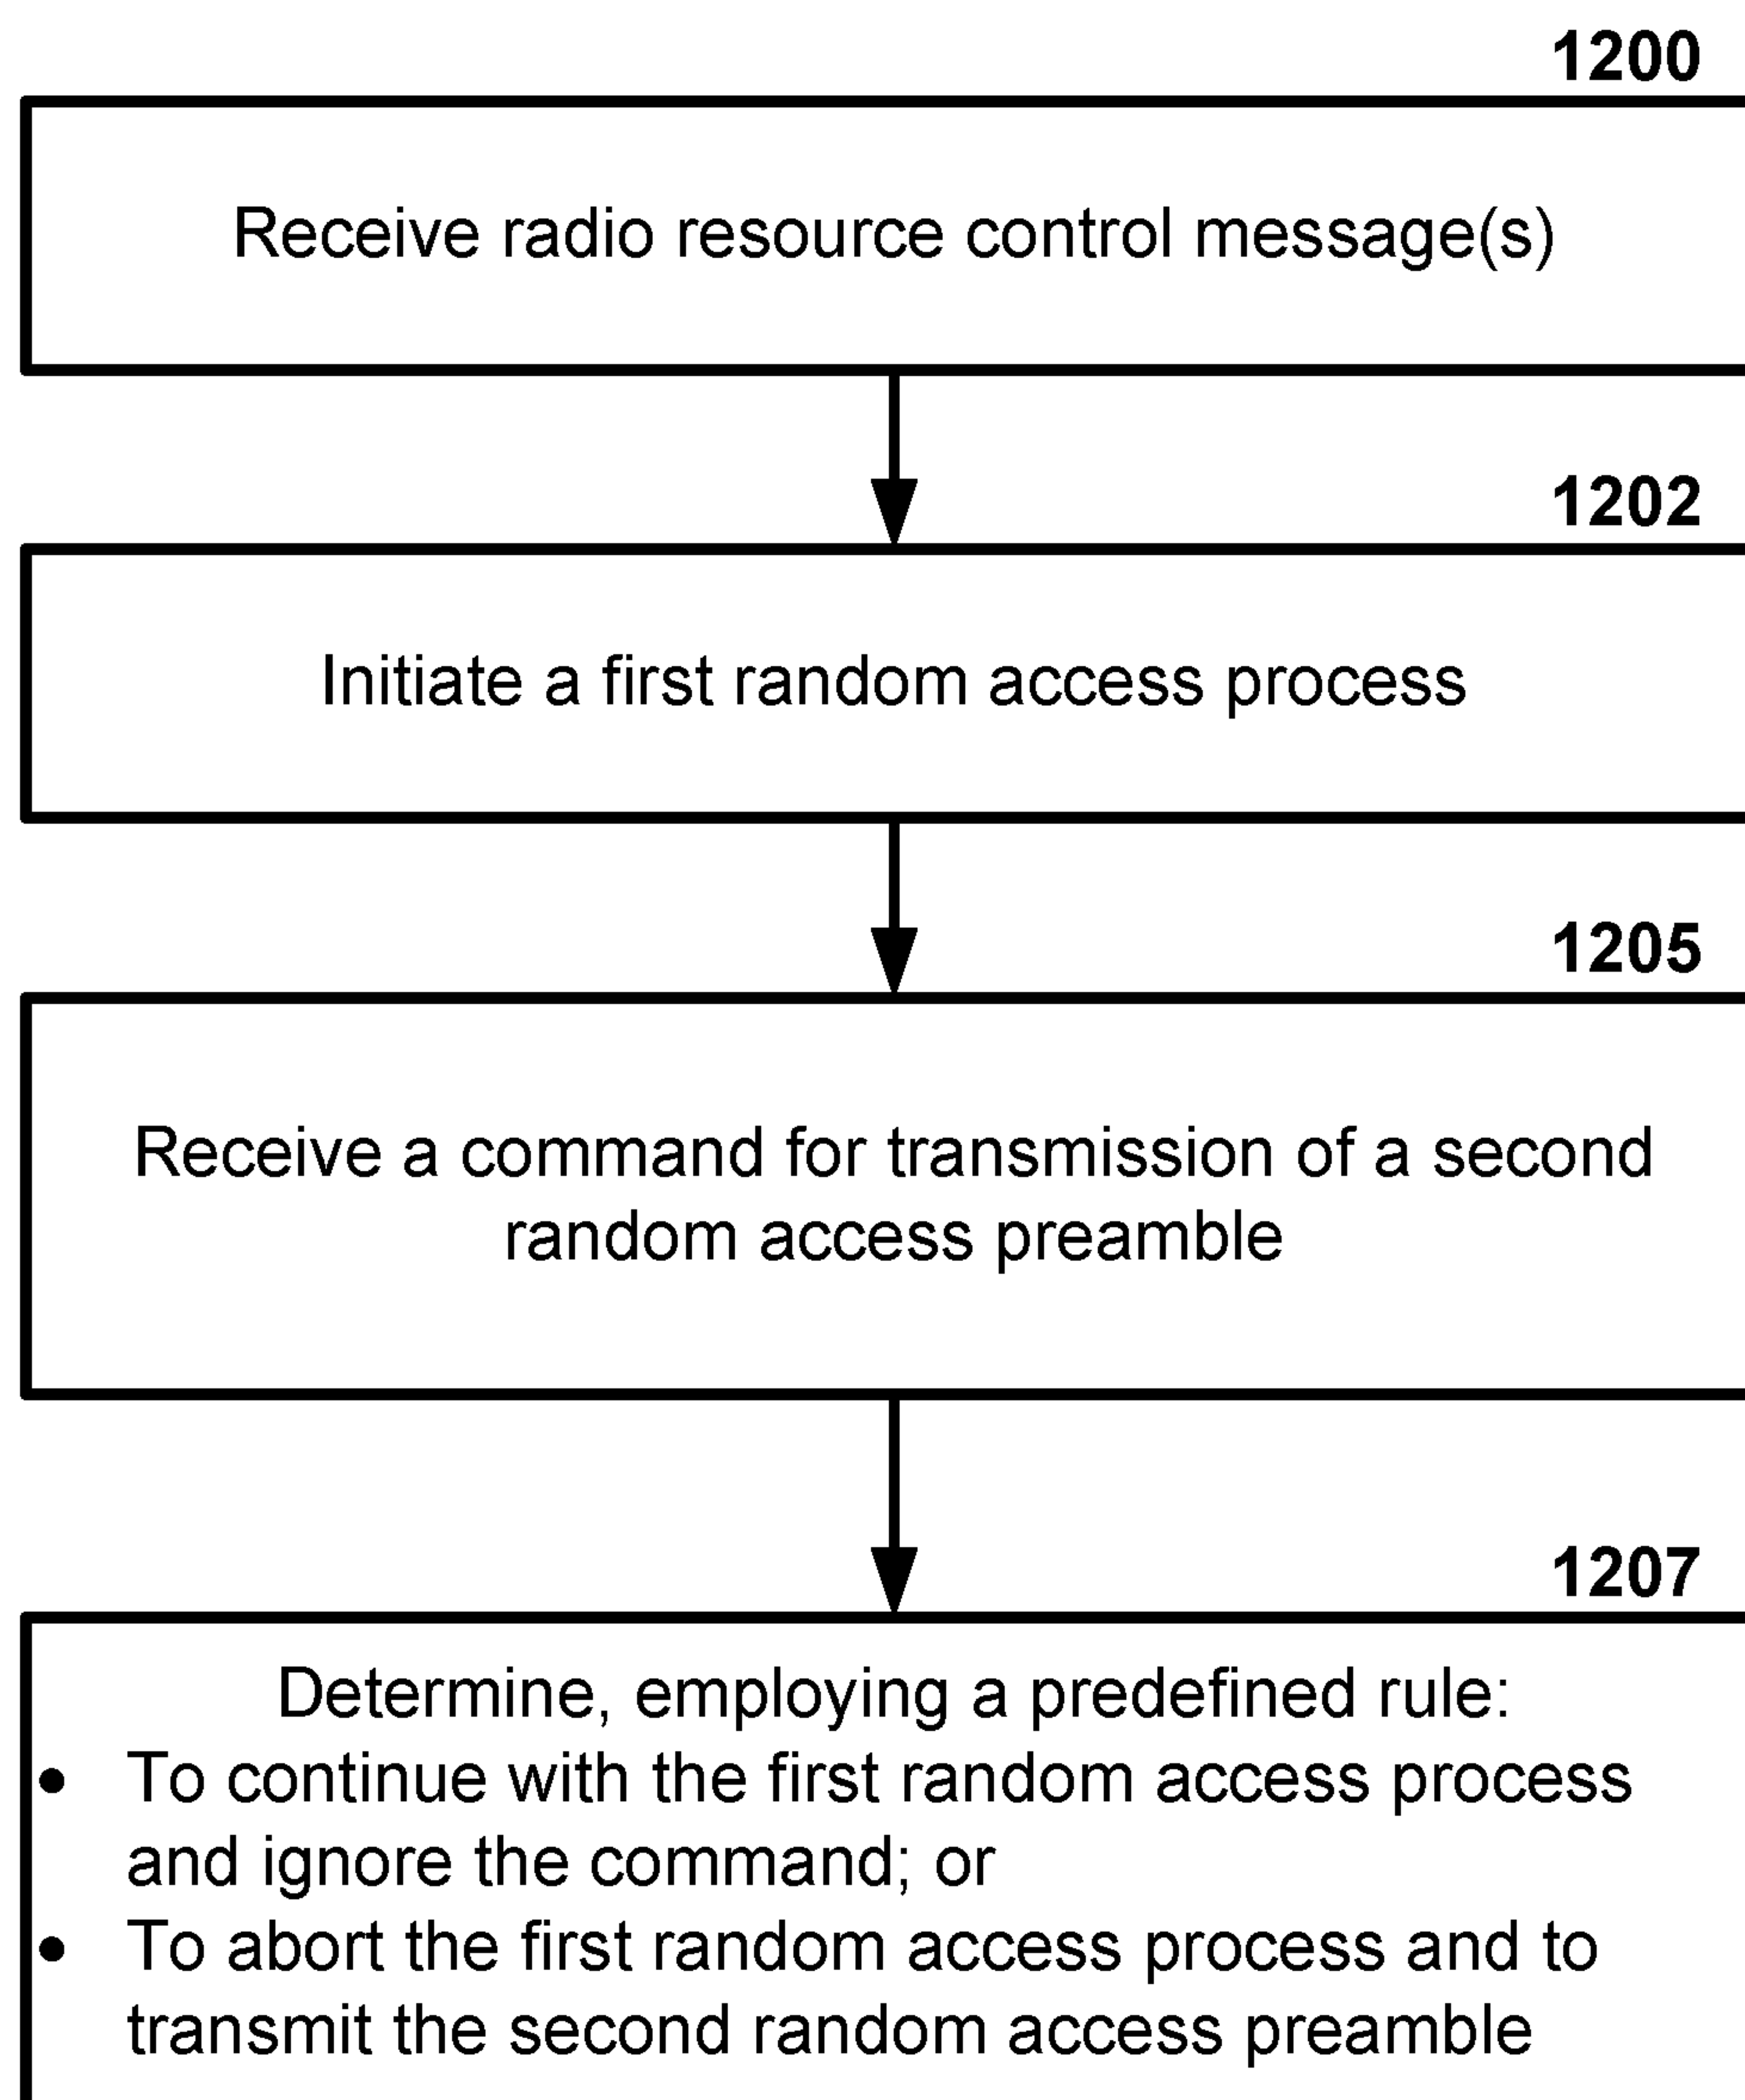 1200
Receive radio resource control message(s)
1202
Initiate a first random access process
1205
Receive a command for transmission of a second
random access preamble
1207
Determine, employing a predefined rule:
• To continue with the first random access process
and ignore the command; or
• To abort the first random access process and to
transmit the second random access preamble